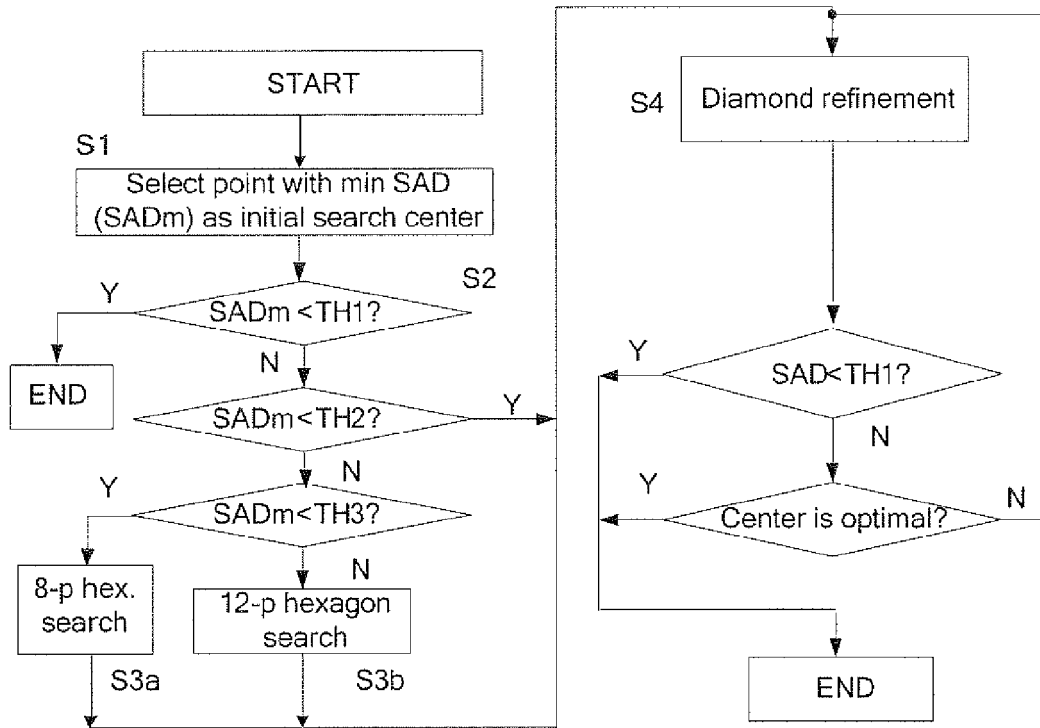 START
S1
Select point with min SAD
(SADm) as initial search center
S2
Y
SADm <TH1?
N
END
SADm<TH2?
Y
N
Y
SADm<TH3?
N
8-p hex.
search
12-p hexagon
search
S3a
S3b
S4
Diamond refinement
Y
SAD<TH1?
N
Y
Center is optimal?
N
END